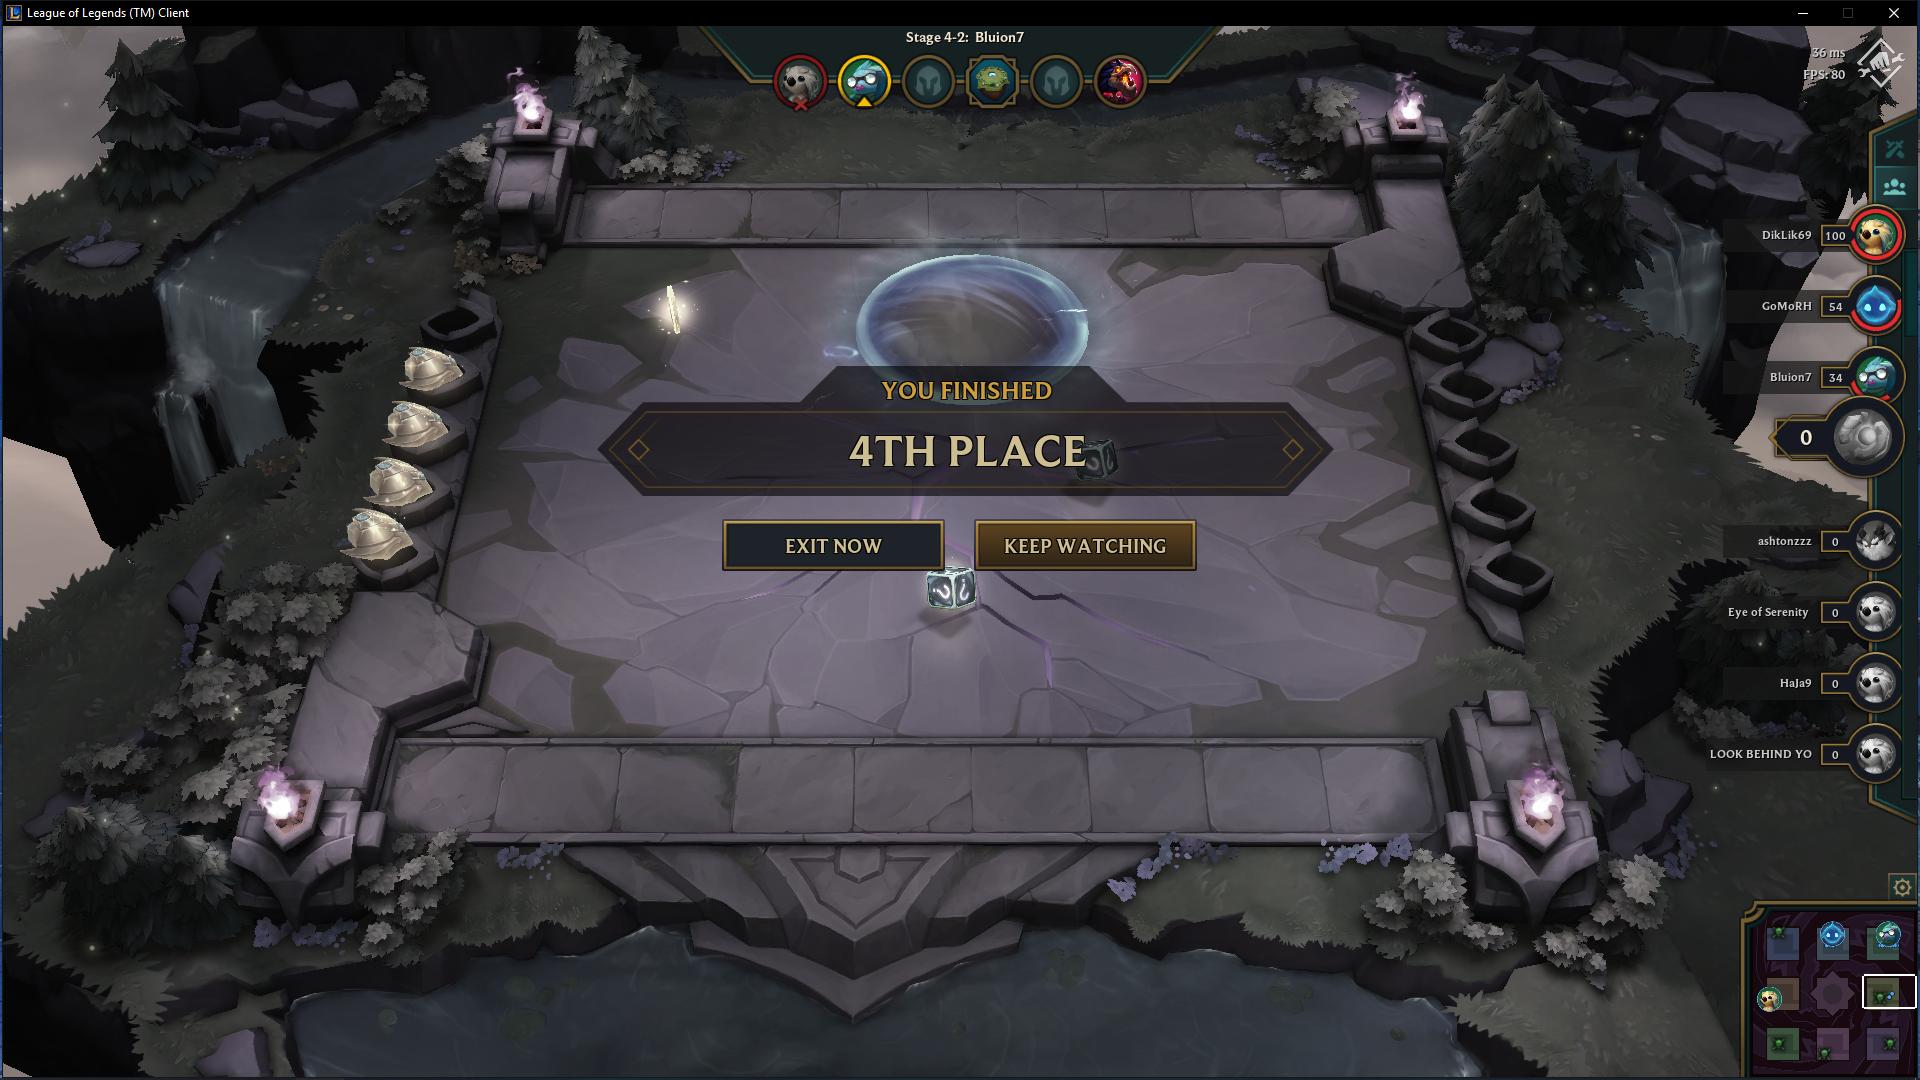 League of Legends (TM) Client
Stage 4-2: Bluion7
36 ms
FPS: 80
DikLik69 100
GoMoRH 54
Bluion7 34
0
YOU FINISHED
4TH PLACE
EXIT NOW
KEEP WATCHING
ashtonzzz 0
Eye of Serenity 0
HaJa9 0
LOOK BEHIND YO 0